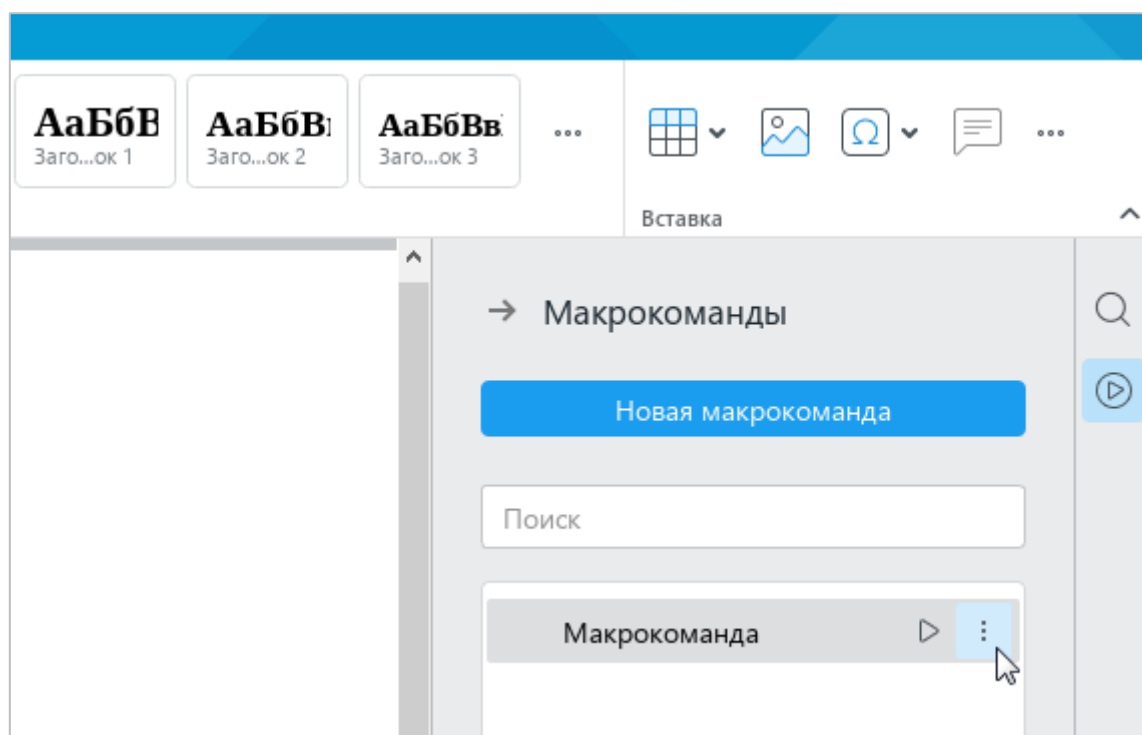 АаБбВ
Заго...ок 1
АаБбВ
Заго...ок 2
АаБбВв
Заго...ок 3
Вставка
Макрокоманды
Новая макрокоманда
Поиск
Макрокоманда